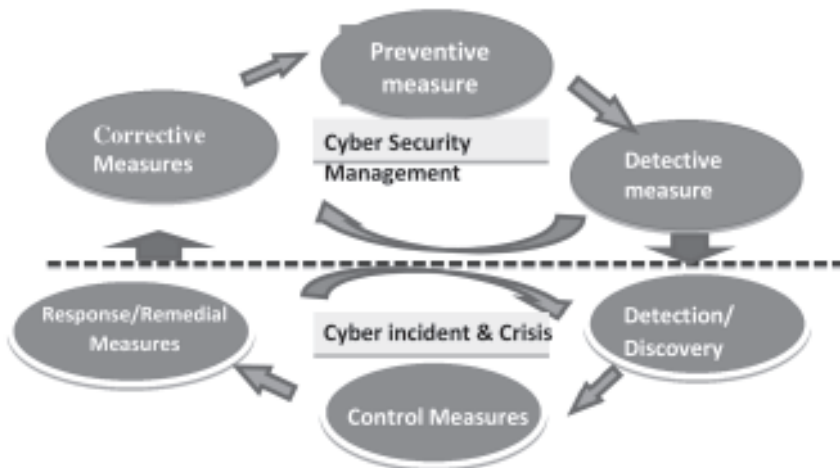 Preventive
measure
Corrective
Measures
Cyber Security
Management
Detective
measure
Response/Remedial
Measures
Cyber incident & Crisis
Detection/
Discovery
Control Measures